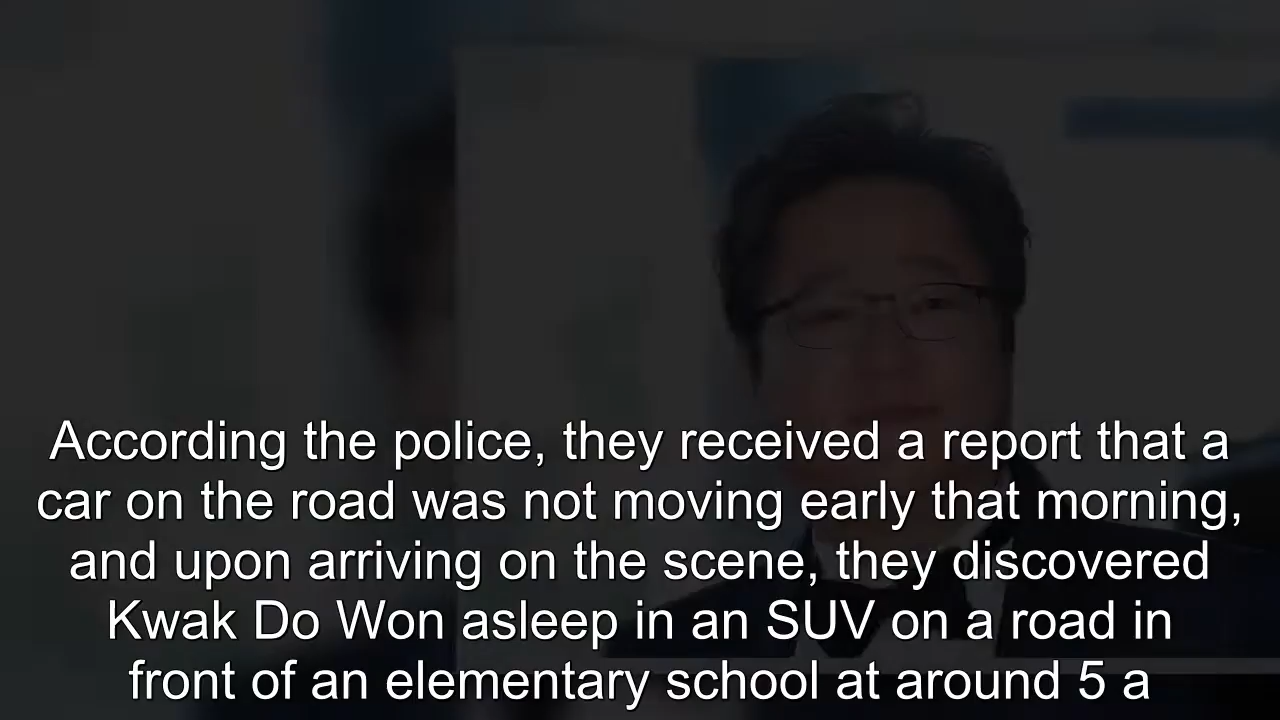 According the police, they received a report that a
car on the road was not moving early that morning,
and upon arriving on the scene, they discovered
Kwak Do Won asleep in an SUV on a road in
front of an elementary school at around 5 a